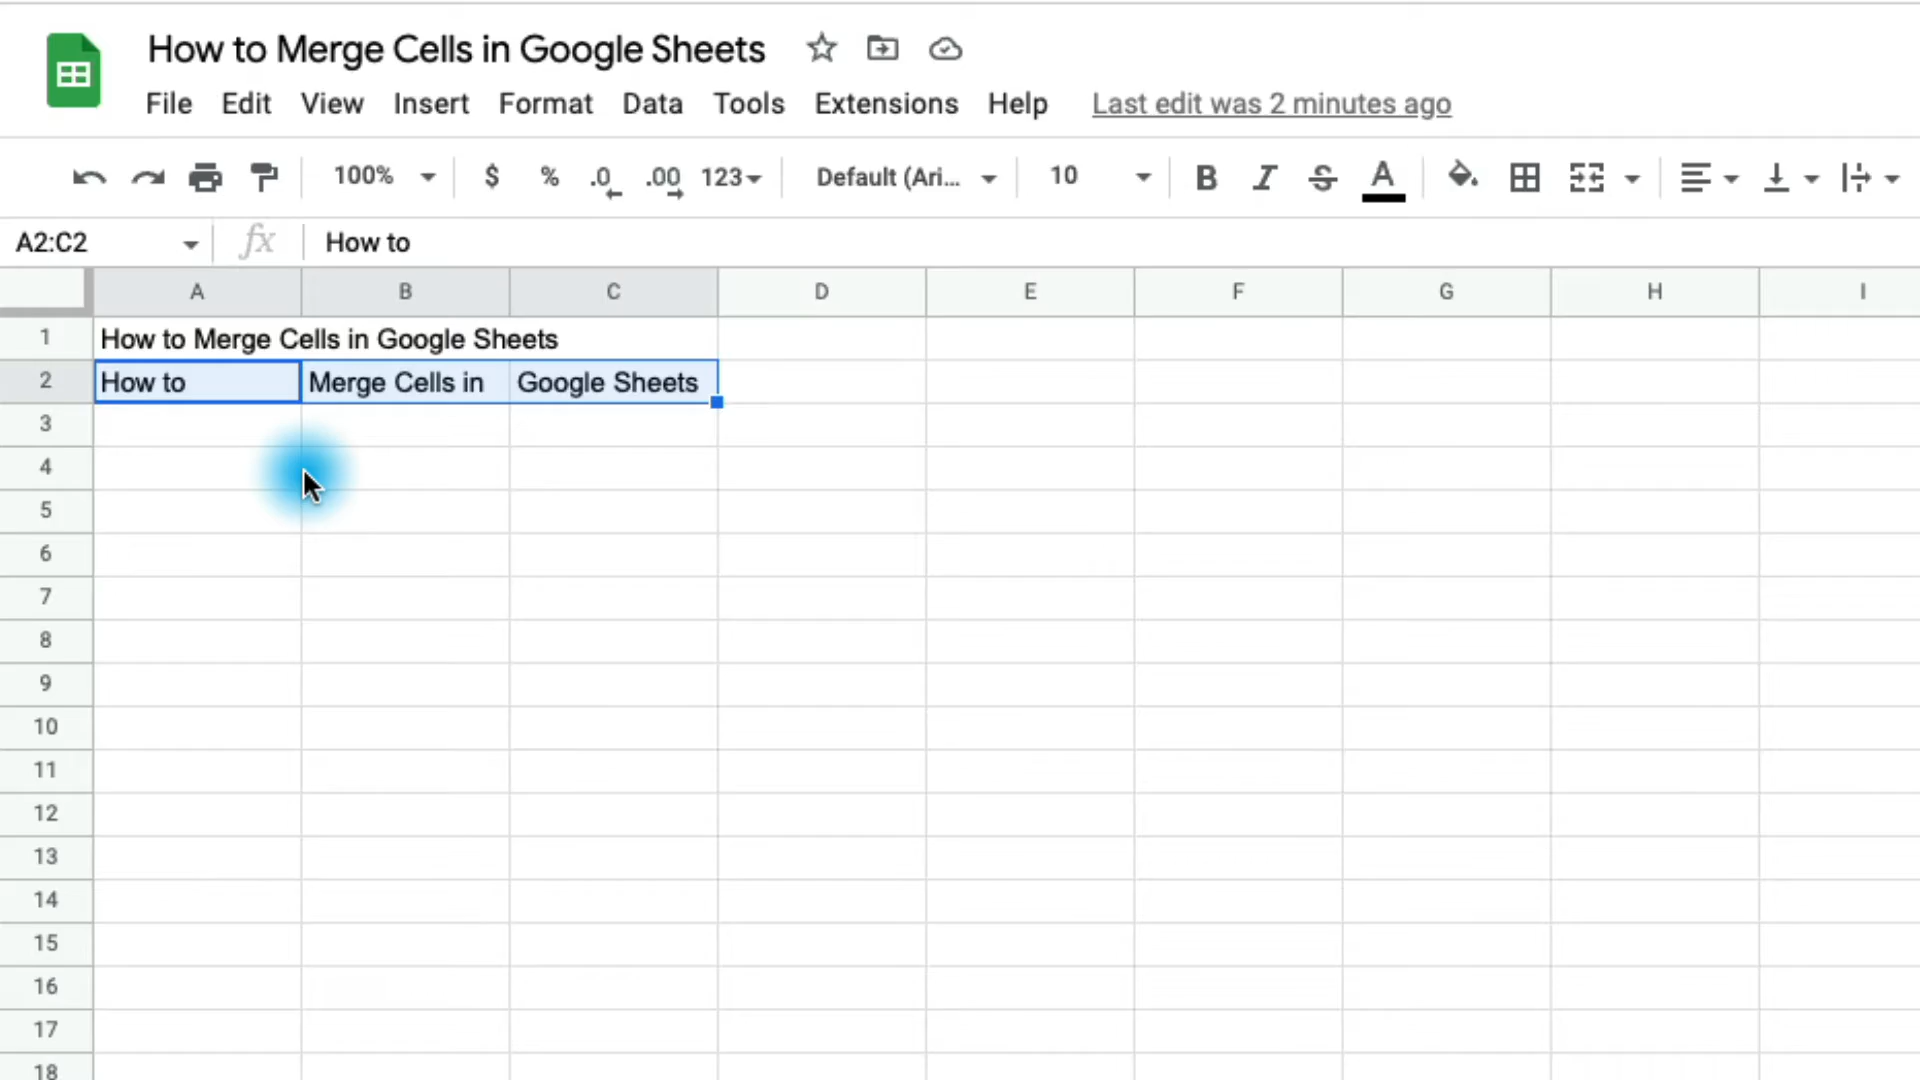 How to Merge Cells in Google Sheets
File Edit View Insert Format Data Tools Extensions Help Last edit was 2 minutes ago
100% $ % .0 .00 123 Default (Ari... 10 B I S A
A2:C2 fx How to
A B C D E F G H I
1 How to Merge Cells in Google Sheets
2 How to Merge Cells in Google Sheets
3
4
5
6
7
8
9
10
11
12
13
14
15
16
17
18